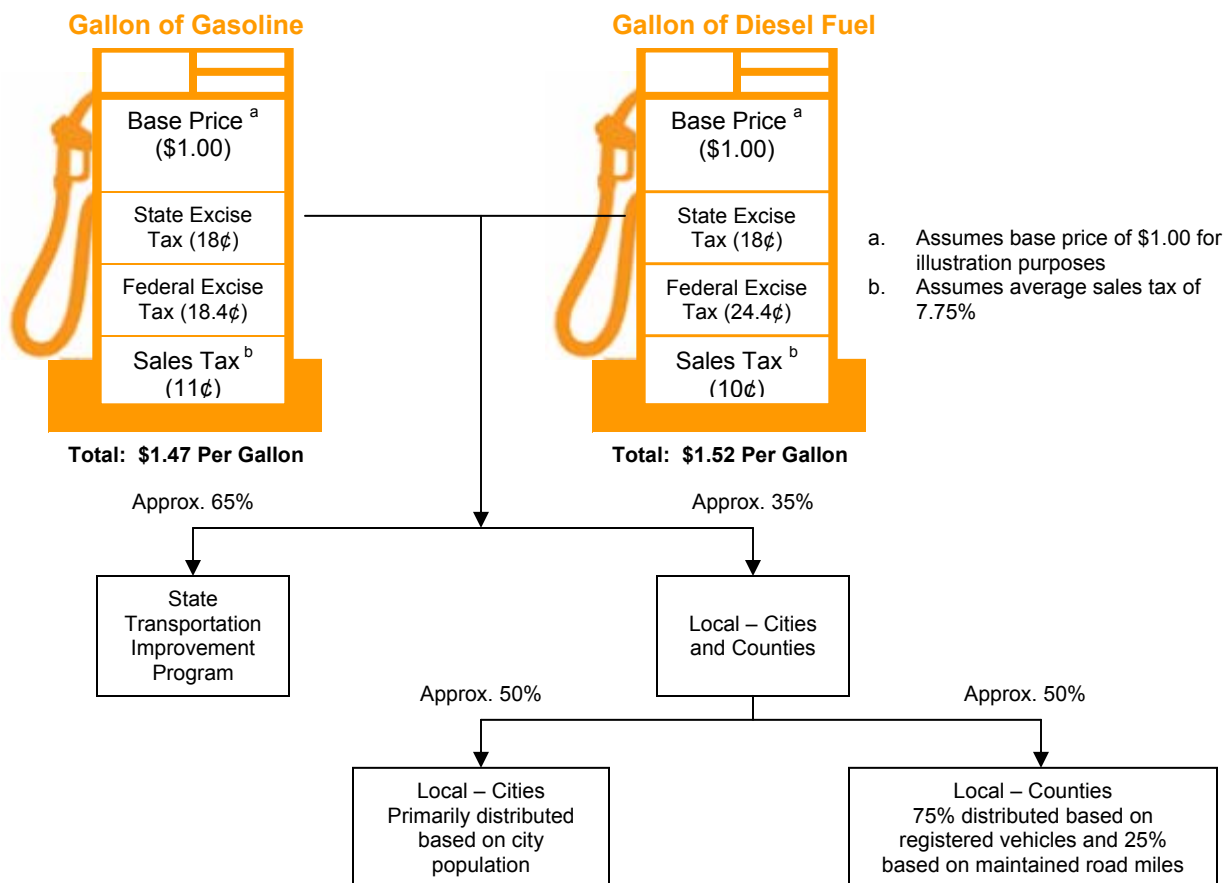 Gallon of Gasoline
Base Price a
($1.00)
State Excise
Tax (18¢)
Federal Excise
Tax (18.4¢)
Sales Tax b
(11¢)
Total: $1.47 Per Gallon
Gallon of Diesel Fuel
Base Price a
($1.00)
State Excise
Tax (18¢)
Federal Excise
Tax (24.4¢)
Sales Tax b
(10¢)
Total: $1.52 Per Gallon
a. Assumes base price of $1.00 for
illustration purposes
b. Assumes average sales tax of
7.75%
Approx. 65%
Approx. 35%
State
Transportation
Improvement
Program
Local – Cities
and Counties
Approx. 50%
Approx. 50%
Local – Cities
Primarily distributed
based on city
population
Local – Counties
75% distributed based on
registered vehicles and 25%
based on maintained road miles